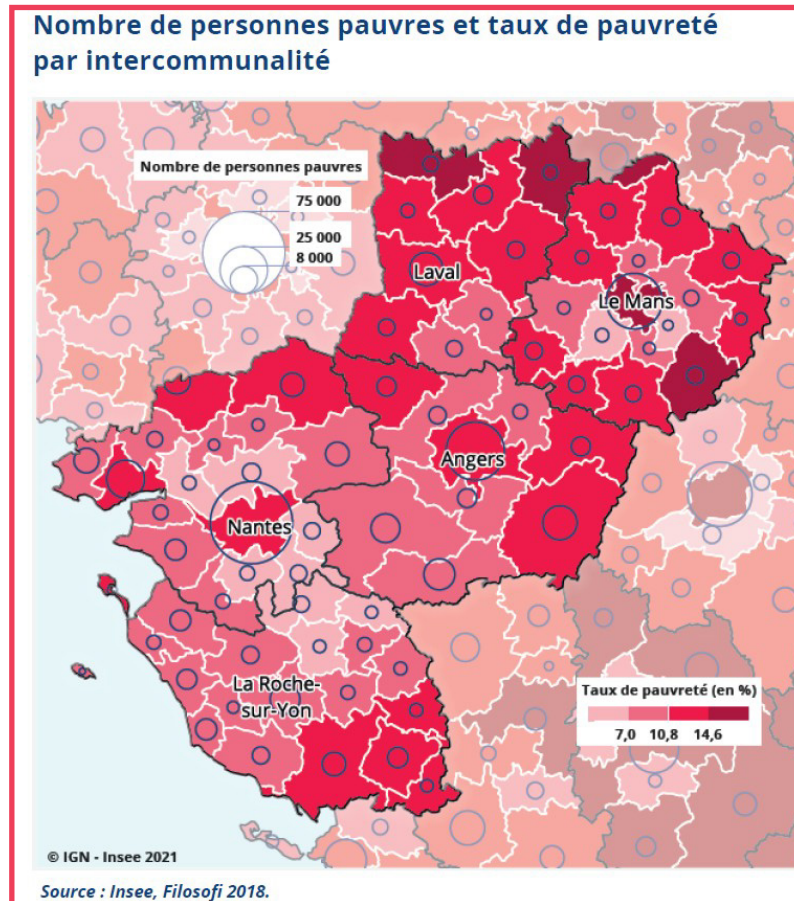 Nombre de personnes pauvres et taux de pauvreté
par intercommunalité
Nombre de personnes pauvres
75 000
25 000
8 000
Laval
Le Mans
Angers
Nantes
La Roche-
sur-Yon
Taux de pauvreté (en %)
7,0 10,8 14,6
© IGN - Insee 2021
Source : Insee, Filosofi 2018.